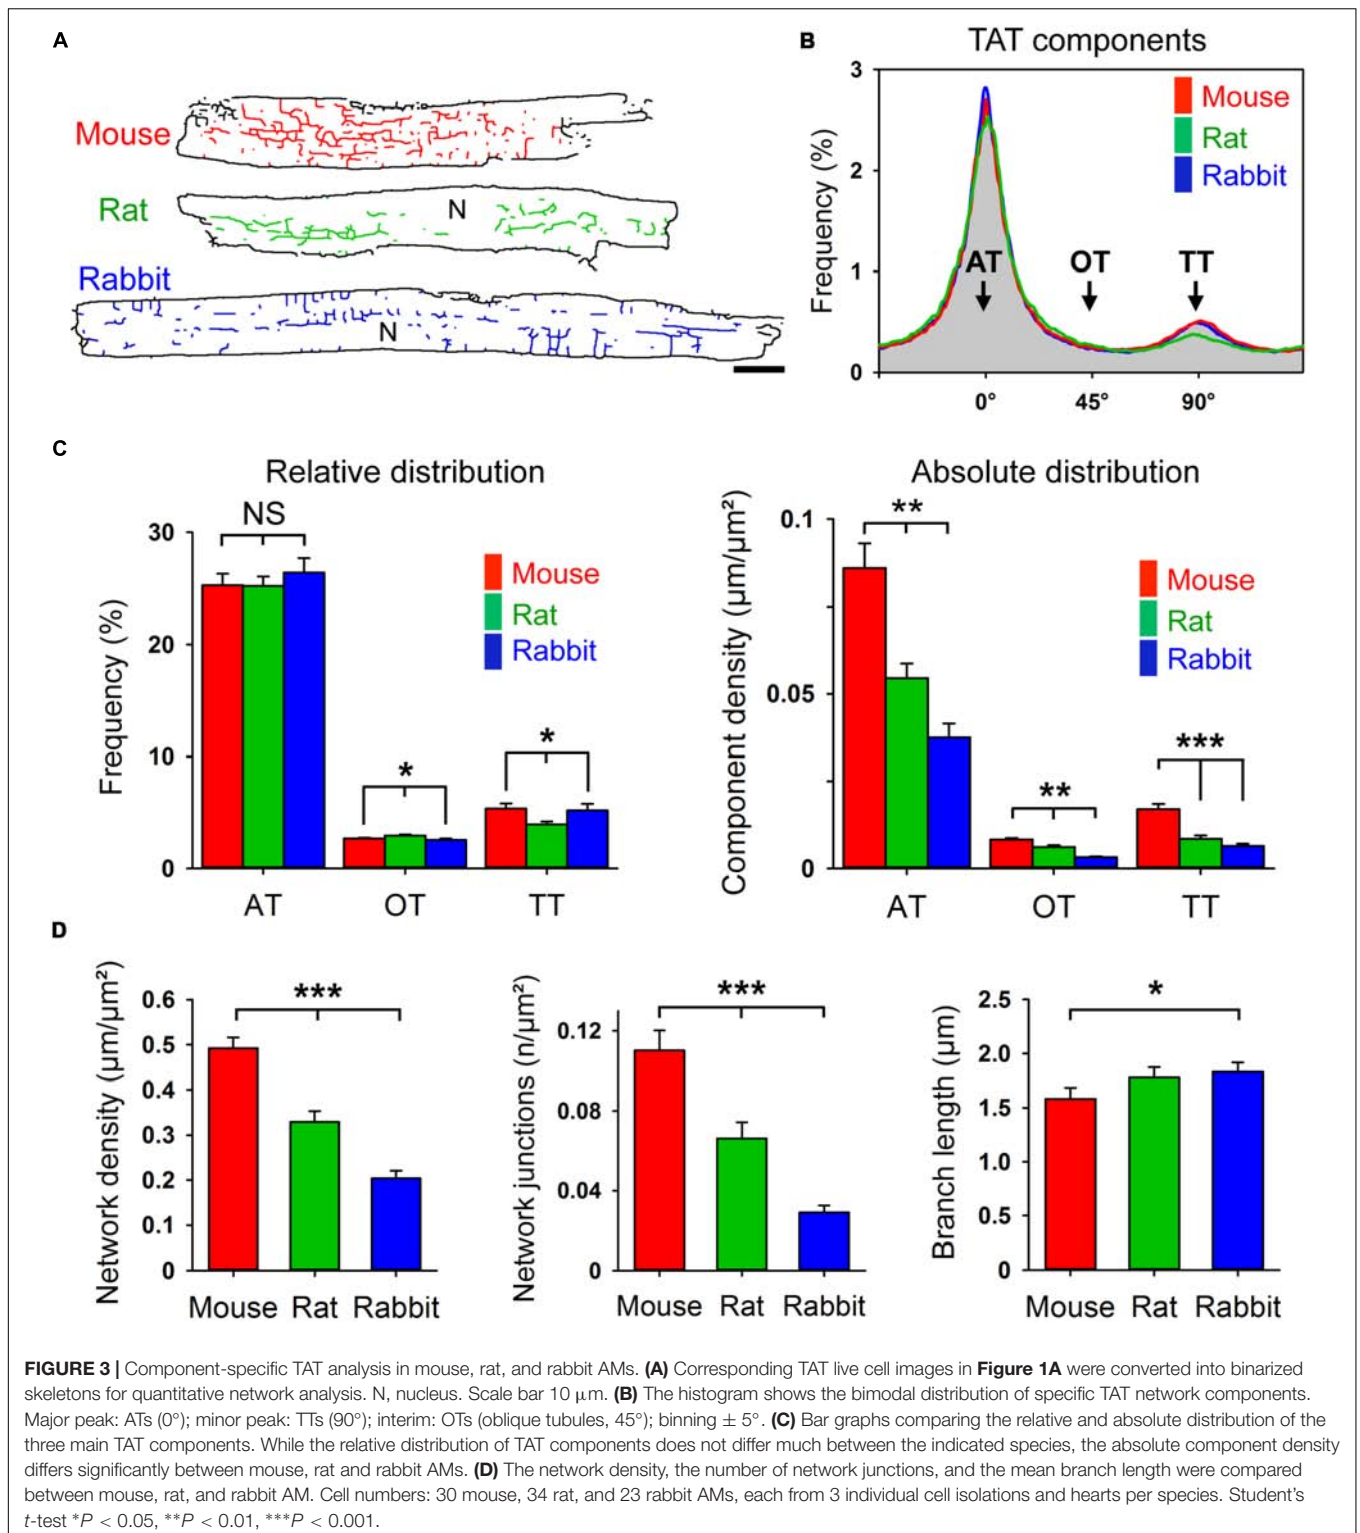 A
Mouse
Rat
N
Rabbit
N
B
TAT components
Frequency (%)
3
2
1
0
Mouse
Rat
Rabbit
AT
OT
TT
0°
45°
90°
C
Relative distribution
Frequency (%)
30
20
10
0
NS
*
*
Mouse
Rat
Rabbit
AT
OT
TT
Absolute distribution
Component density (μm/μm²)
0.1
0.05
0
**
**
***
Mouse
Rat
Rabbit
AT
OT
TT
D
Network density (μm/μm²)
0.6
0.5
0.4
0.3
0.2
0.1
0
***
Mouse Rat Rabbit
Network junctions (n/μm²)
0.12
0.08
0.04
0
***
Mouse Rat Rabbit
Branch length (μm)
2.5
2.0
1.5
1.0
0.5
0
*
Mouse Rat Rabbit
FIGURE 3 | Component-specific TAT analysis in mouse, rat, and rabbit AMs. (A) Corresponding TAT live cell images in Figure 1A were converted into binarized
skeletons for quantitative network analysis. N, nucleus. Scale bar 10 μm. (B) The histogram shows the bimodal distribution of specific TAT network components.
Major peak: ATs (0°); minor peak: TTs (90°); interim: OTs (oblique tubules, 45°); binning ± 5°. (C) Bar graphs comparing the relative and absolute distribution of the
three main TAT components. While the relative distribution of TAT components does not differ much between the indicated species, the absolute component density
differs significantly between mouse, rat and rabbit AMs. (D) The network density, the number of network junctions, and the mean branch length were compared
between mouse, rat, and rabbit AM. Cell numbers: 30 mouse, 34 rat, and 23 rabbit AMs, each from 3 individual cell isolations and hearts per species. Student's
t-test *P < 0.05, **P < 0.01, ***P < 0.001.